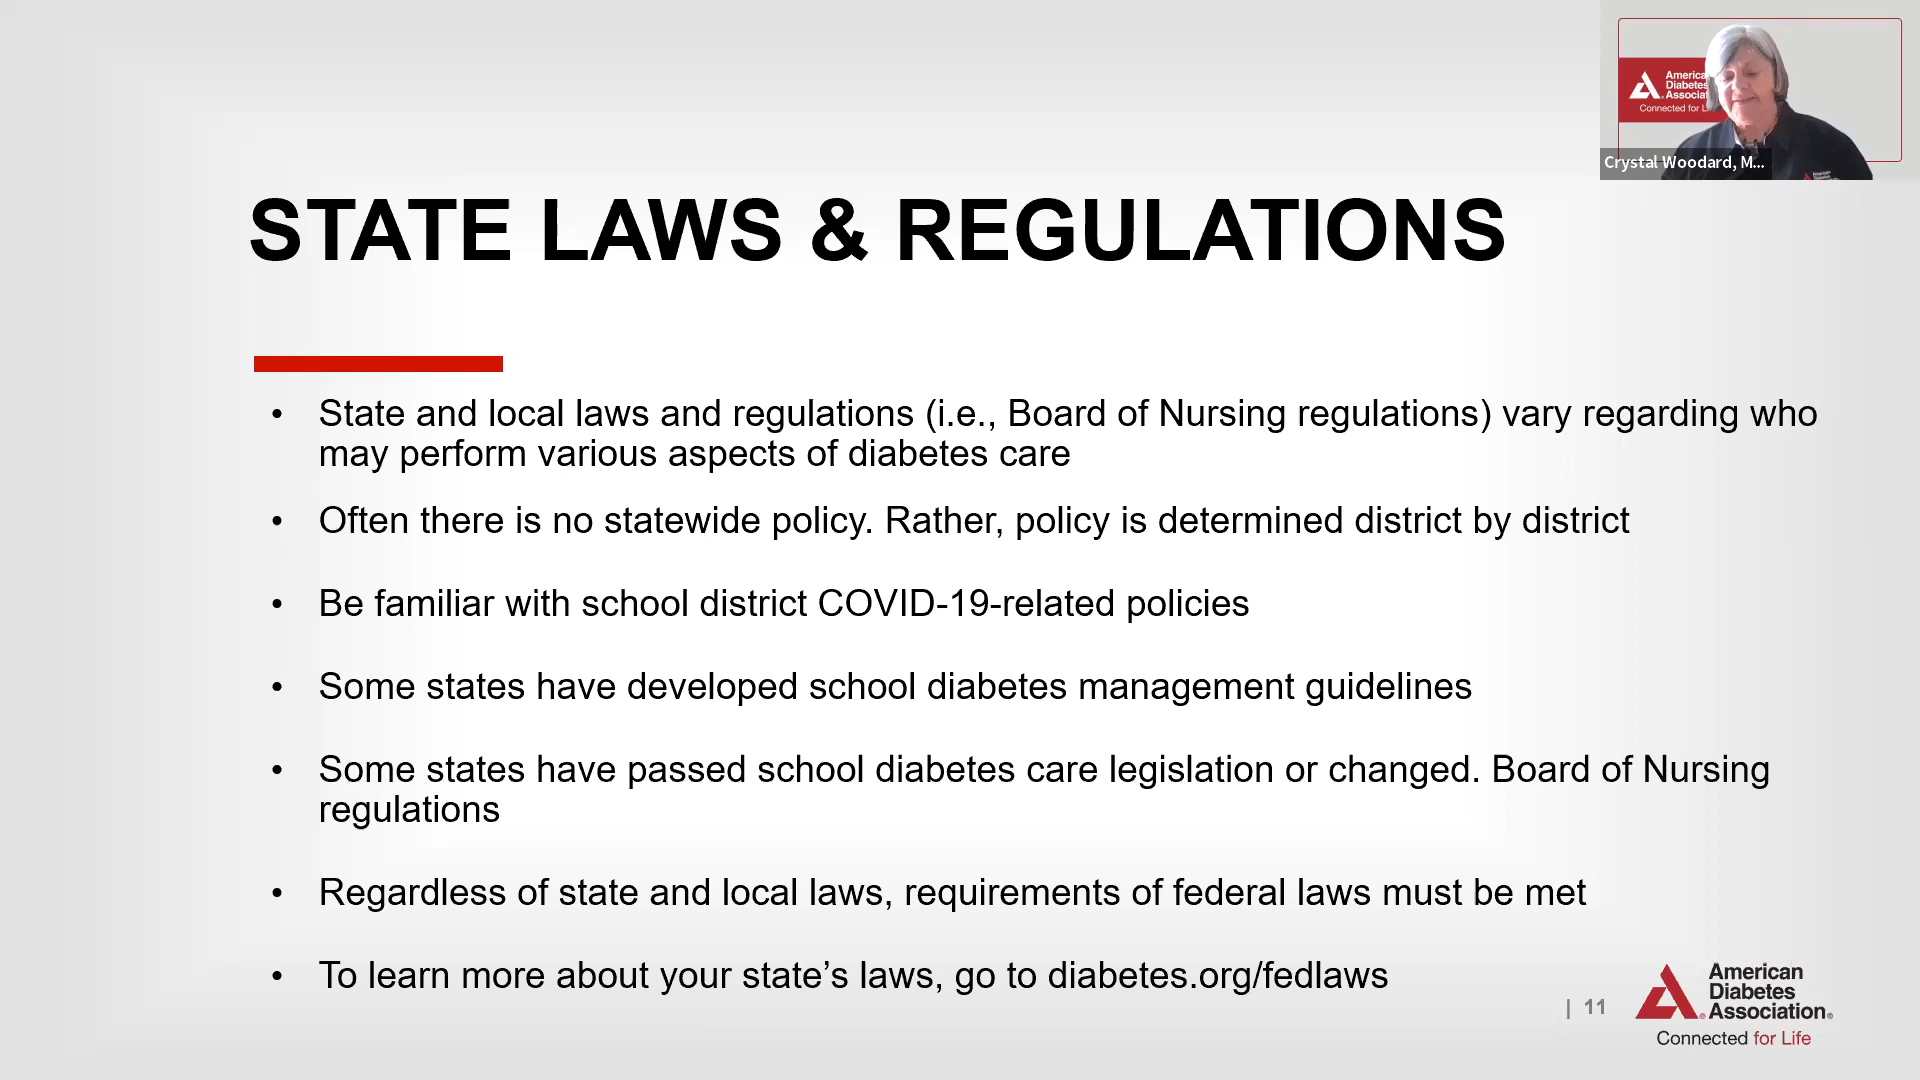 America
Diabetes
Associat
Connected for L
Crystal Woodard, M...
American
Diabetes
STATE LAWS & REGULATIONS
• State and local laws and regulations (i.e., Board of Nursing regulations) vary regarding who
may perform various aspects of diabetes care
• Often there is no statewide policy. Rather, policy is determined district by district
• Be familiar with school district COVID-19-related policies
• Some states have developed school diabetes management guidelines
• Some states have passed school diabetes care legislation or changed. Board of Nursing
regulations
• Regardless of state and local laws, requirements of federal laws must be met
• To learn more about your state’s laws, go to diabetes.org/fedlaws
| 11
American
Diabetes
Association®
Connected for Life